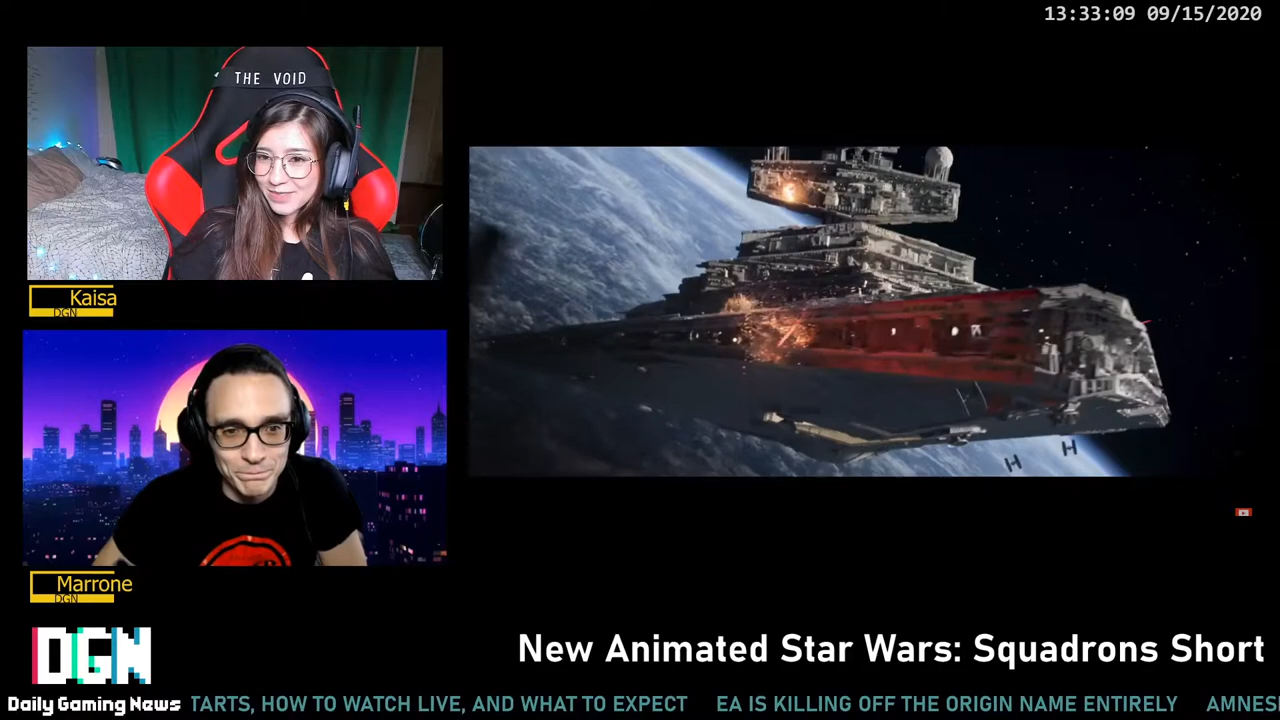 13:33:09 09/15/2020
THE VOID
Kaisa
DGN
Marrone
DGN
DGN
New Animated Star Wars: Squadrons Short
Daily Gaming News
TARTS, HOW TO WATCH LIVE, AND WHAT TO EXPECT EA IS KILLING OFF THE ORIGIN NAME ENTIRELY AMNES